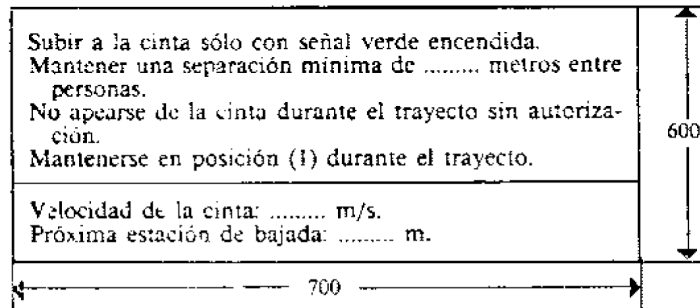 Subir a la cinta sólo con señal verde encendida.
Mantener una separación mínima de ......... metros entre
personas.
No apearse de la cinta durante el trayecto sin autoriza-
ción.
Mantenerse en posición (1) durante el trayecto.
600
Velocidad de la cinta: ......... m/s.
Próxima estación de bajada: ......... m.
700